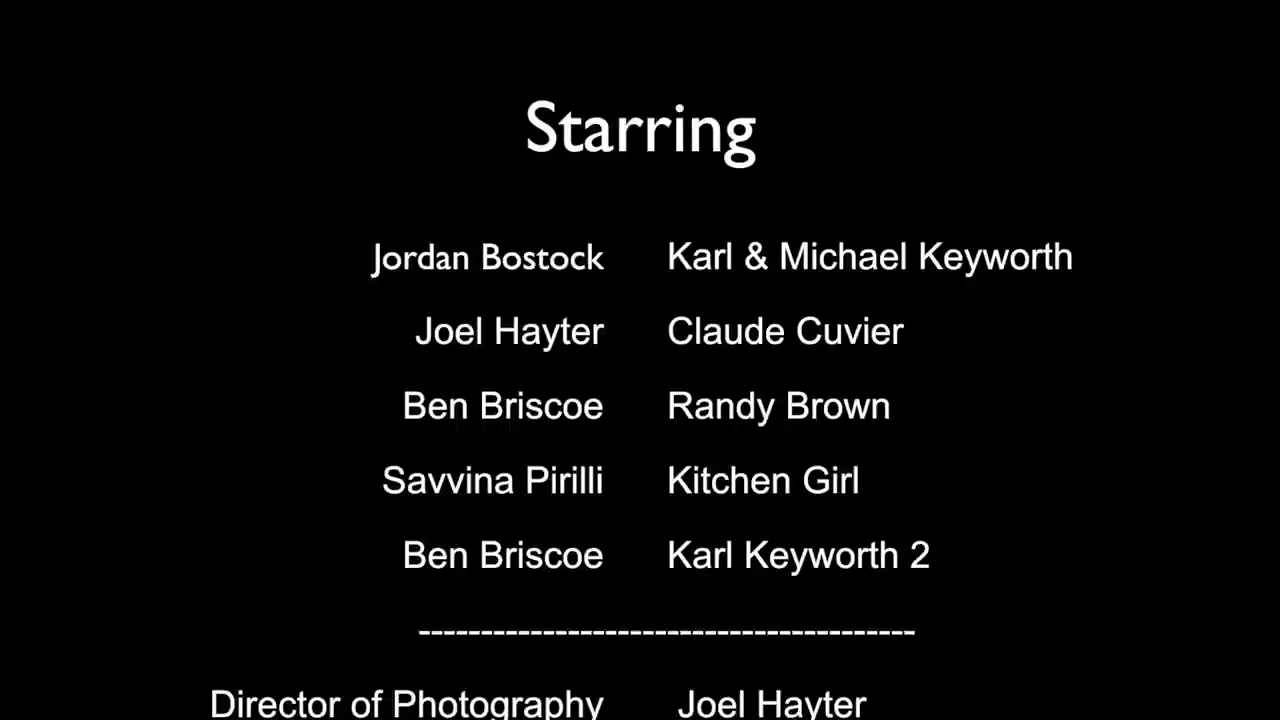 Starring
Jordan Bostock Karl & Michael Keyworth
Joel Hayter Claude Cuvier
Ben Briscoe Randy Brown
Savvina Pirilli Kitchen Girl
Ben Briscoe Karl Keyworth 2
----------------------------------------
Director of Photography Joel Hayter